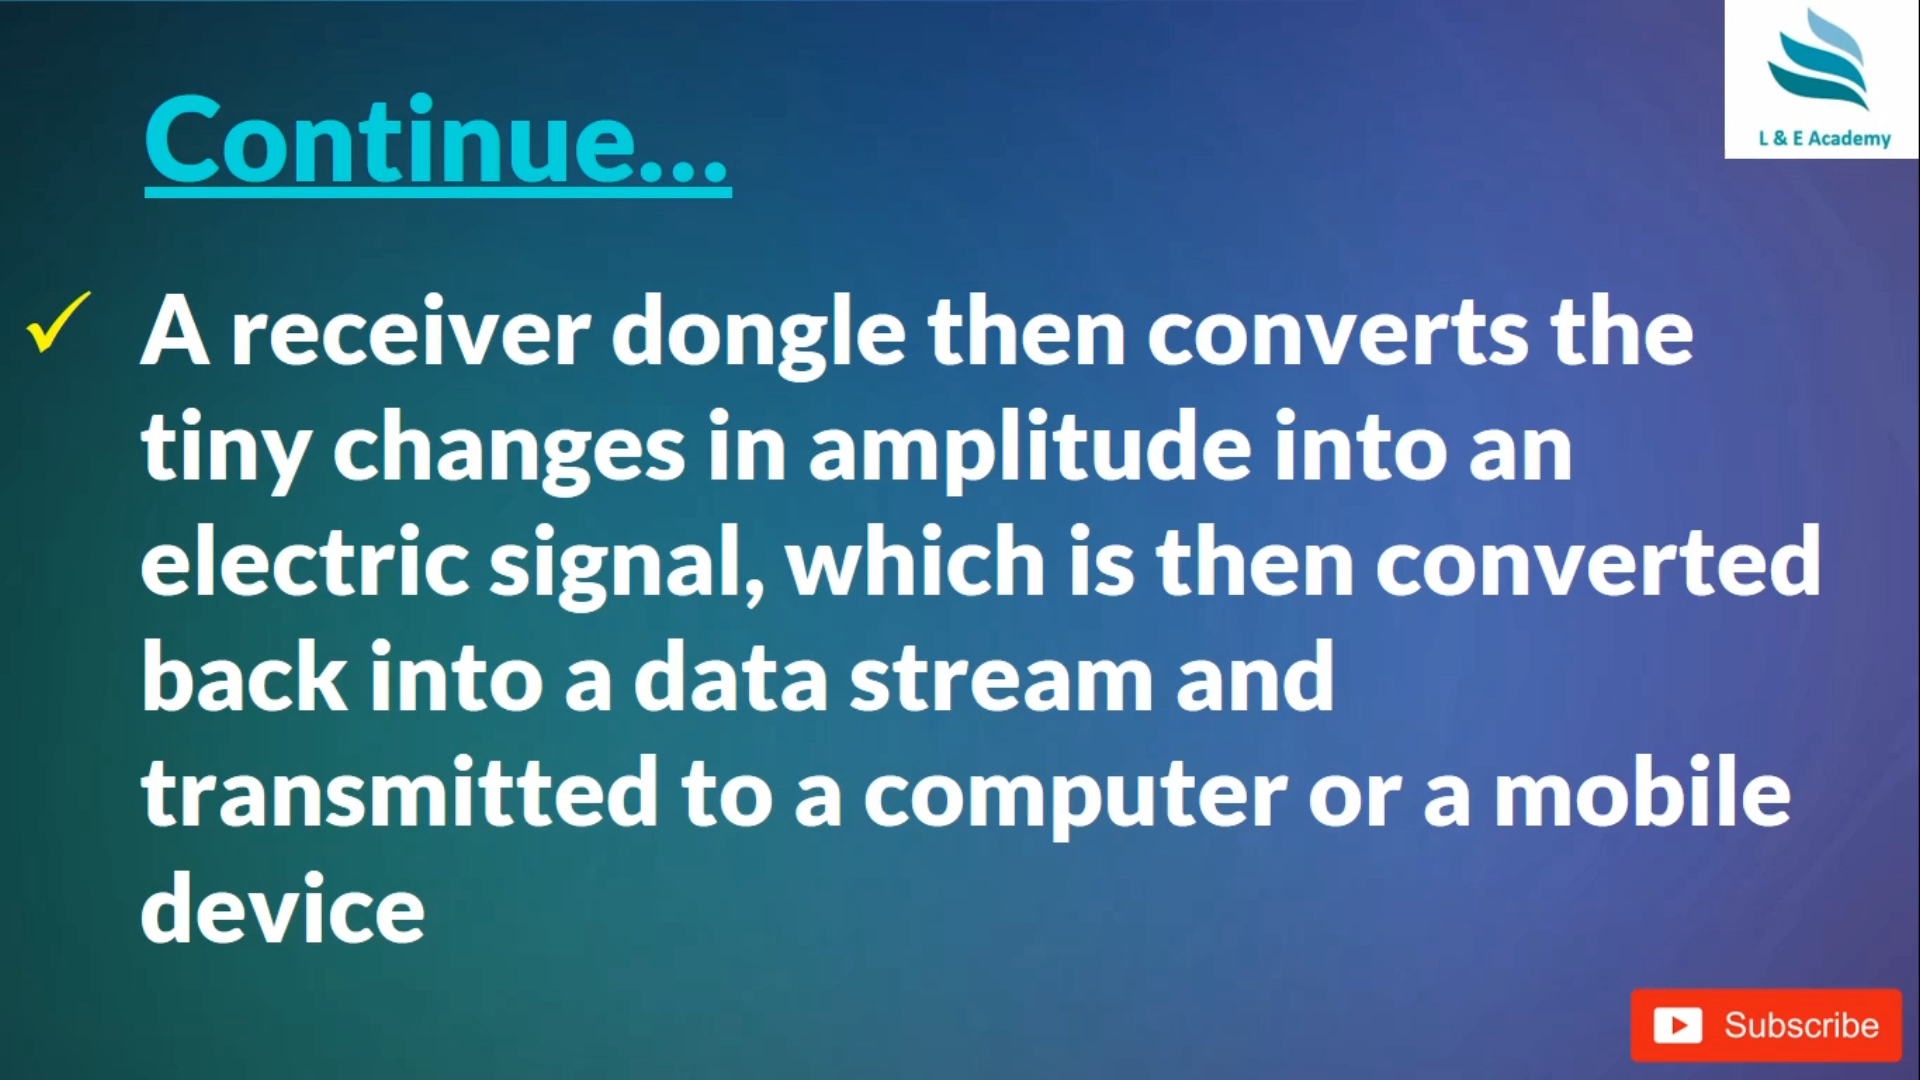 L & E Academy
Continue...
✓ A receiver dongle then converts the
tiny changes in amplitude into an
electric signal, which is then converted
back into a data stream and
transmitted to a computer or a mobile
device
Subscribe